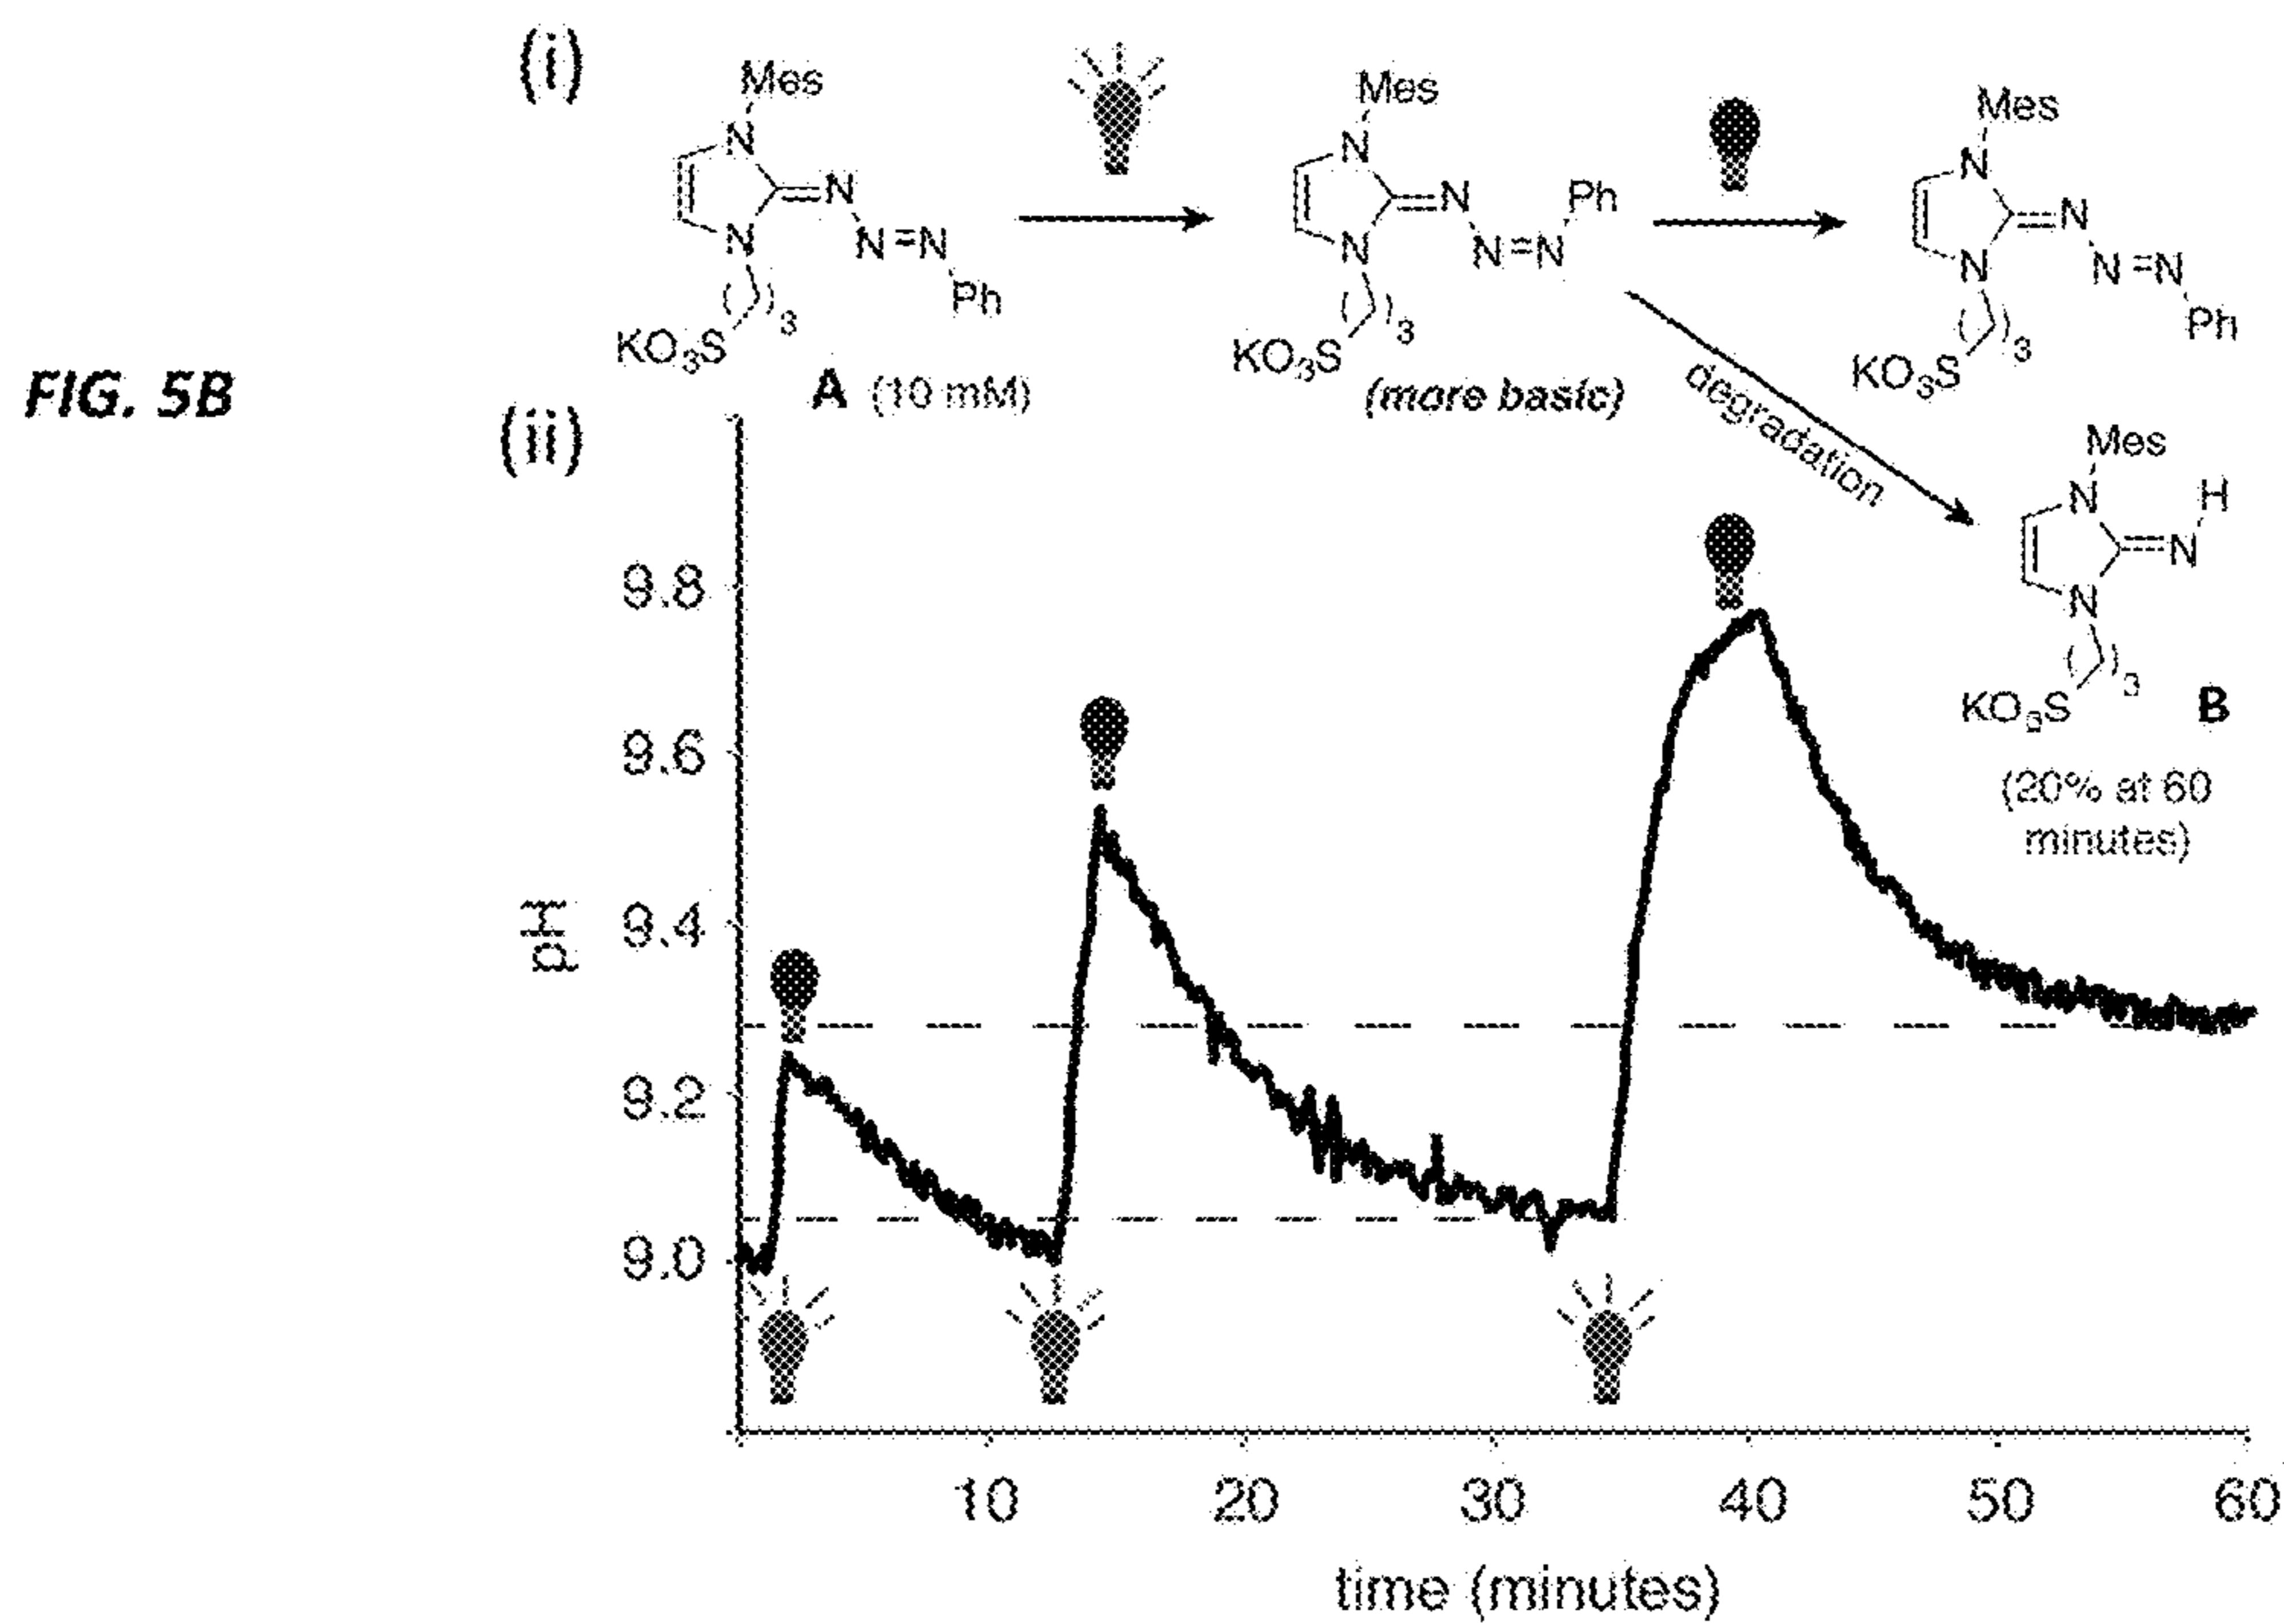 FIG. 5B
(i)
Mes
N
N
N
N=N
Ph
( )3
KO3S
A (10 mM)
Mes
N
N
N
N=N
Ph
( )3
KO3S
(more basic)
Mes
N
N
N
N=N
Ph
( )3
KO3S
degradation
Mes
N
N
N
H
( )3
KO3S
B
(20% at 60
minutes)
(ii)
pH
9.8
9.6
9.4
9.2
9.0
10 20 30 40 50 60
time (minutes)